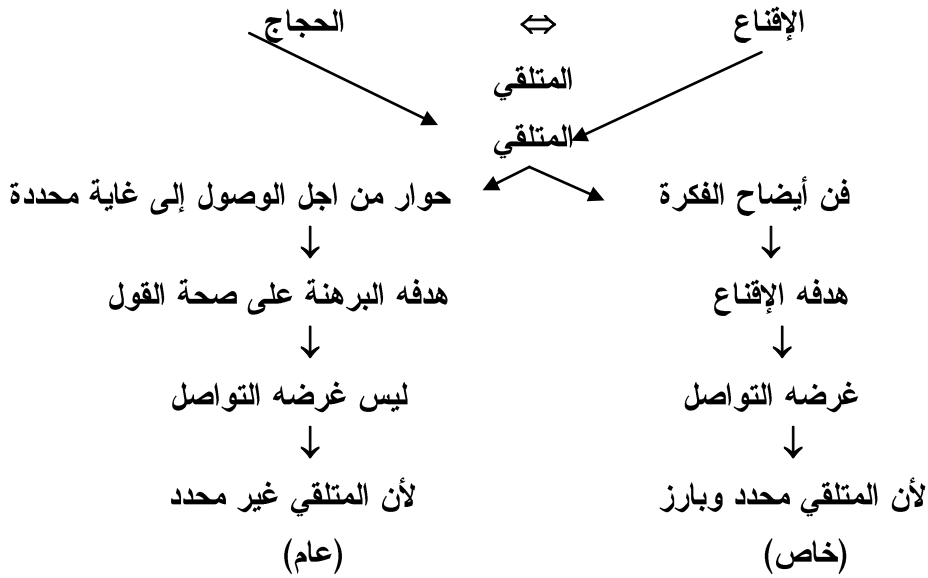 الإقناع ⇔ الحجاج
المتلقي
المتلقي
فن أيضاح الفكرة حوار من اجل الوصول إلى غاية محددة
هدفه الإقناع هدفه البرهنة على صحة القول
غرضه التواصل ليس غرضه التواصل
لأن المتلقي محدد وبارز لأن المتلقي غير محدد
(خاص) (عام)